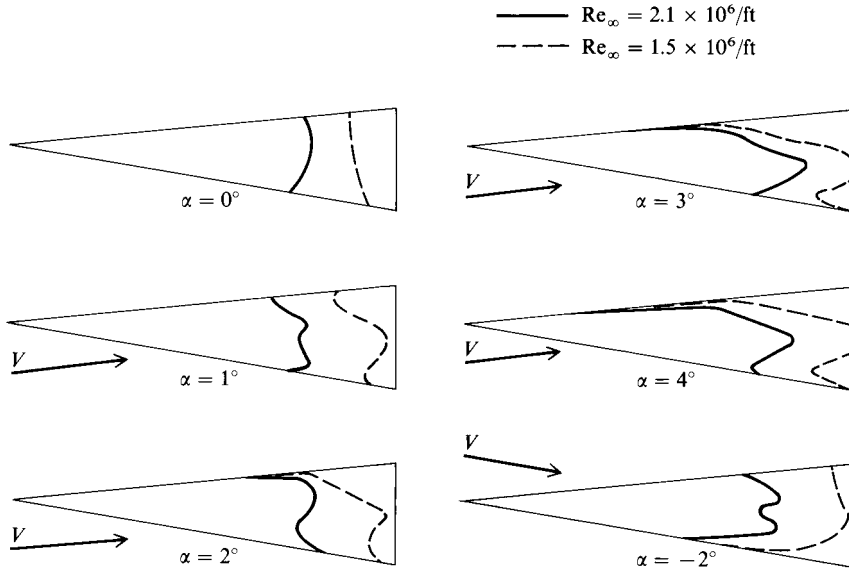 Re∞ = 2.1 × 10⁶/ft
Re∞ = 1.5 × 10⁶/ft
α = 0°
V
α = 3°
V
α = 1°
V
α = 4°
V
α = 2°
V
α = −2°